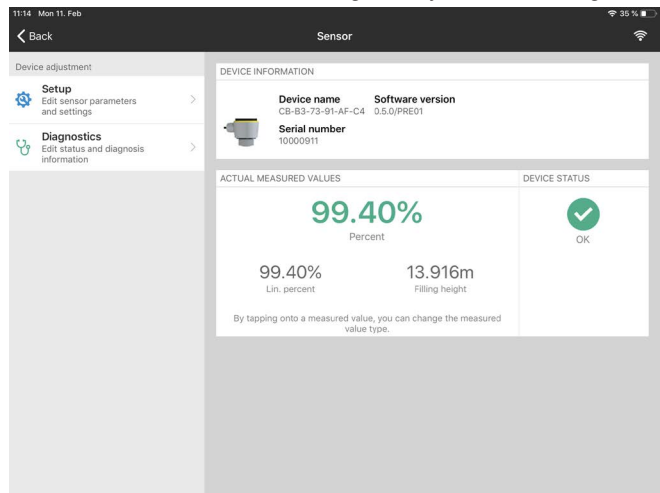 11:14 Mon 11. Feb
35 %
Back
Sensor
Device adjustment
Setup
Edit sensor parameters
and settings
Diagnostics
Edit status and diagnosis
information
DEVICE INFORMATION
Device name
CB-B3-73-91-AF-C4
Software version
0.5.0/PRE01
Serial number
10000911
ACTUAL MEASURED VALUES
99.40%
Percent
99.40%
Lin. percent
13.916m
Filling height
By tapping onto a measured value, you can change the measured
value type.
DEVICE STATUS
OK